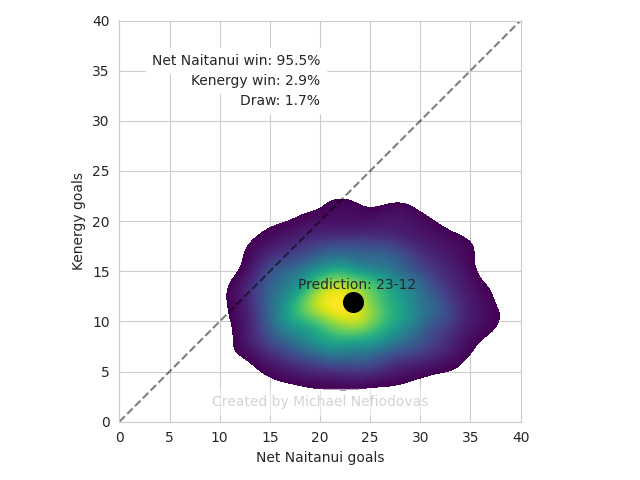 40
35
30
25
20
15
10
5
0
Kenergy goals
Net Naitanui win: 95.5%
Kenergy win: 2.9%
Draw: 1.7%
Prediction: 23-12
Created by Michael Nefiodovas
0 5 10 15 20 25 30 35 40
Net Naitanui goals